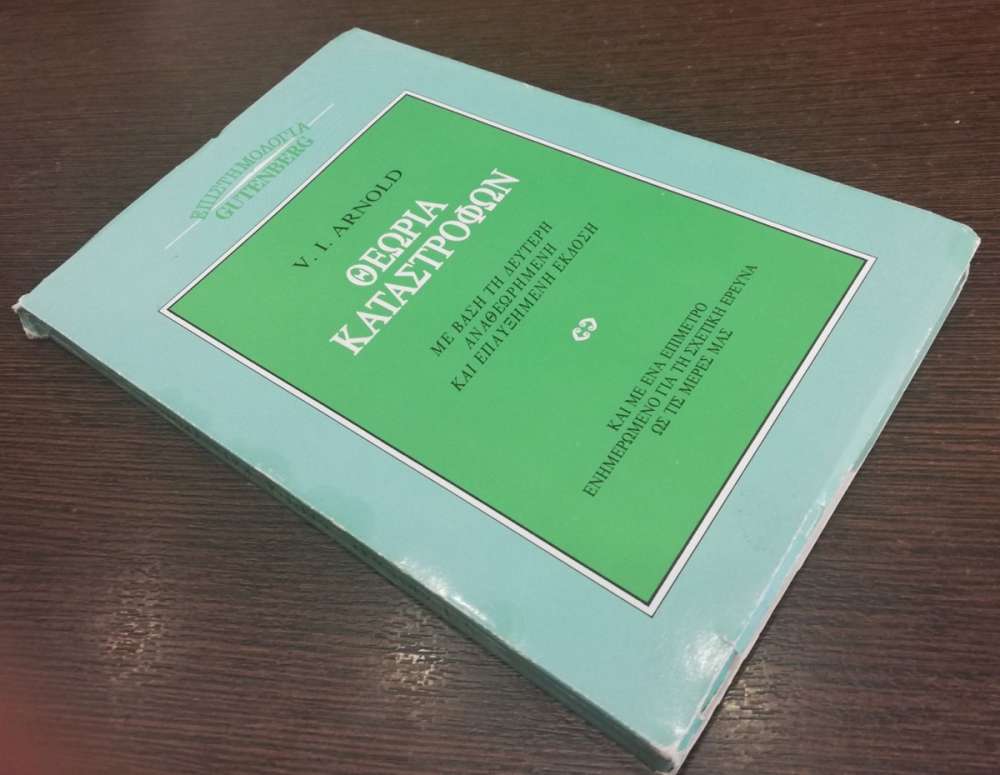 ΕΠΙΣΤΗΜΟΛΟΓΙΑ
GUTENBERG
V. I. ARNOLD
ΘΕΩΡΙΑ
ΚΑΤΑΣΤΡΟΦΩΝ
ΜΕ ΒΑΣΗ ΤΗ ΔΕΥΤΕΡΗ
ΑΝΑΘΕΩΡΗΜΕΝΗ
ΚΑΙ ΕΠΑΥΞΗΜΕΝΗ ΕΚΔΟΣΗ
ΚΑΙ ΜΕ ΕΝΑ ΕΠΙΜΕΤΡΟ
ΕΝΗΜΕΡΩΜΕΝΟ ΓΙΑ ΤΗ ΣΧΕΤΙΚΗ ΕΡΕΥΝΑ
ΩΣ ΤΙΣ ΜΕΡΕΣ ΜΑΣ